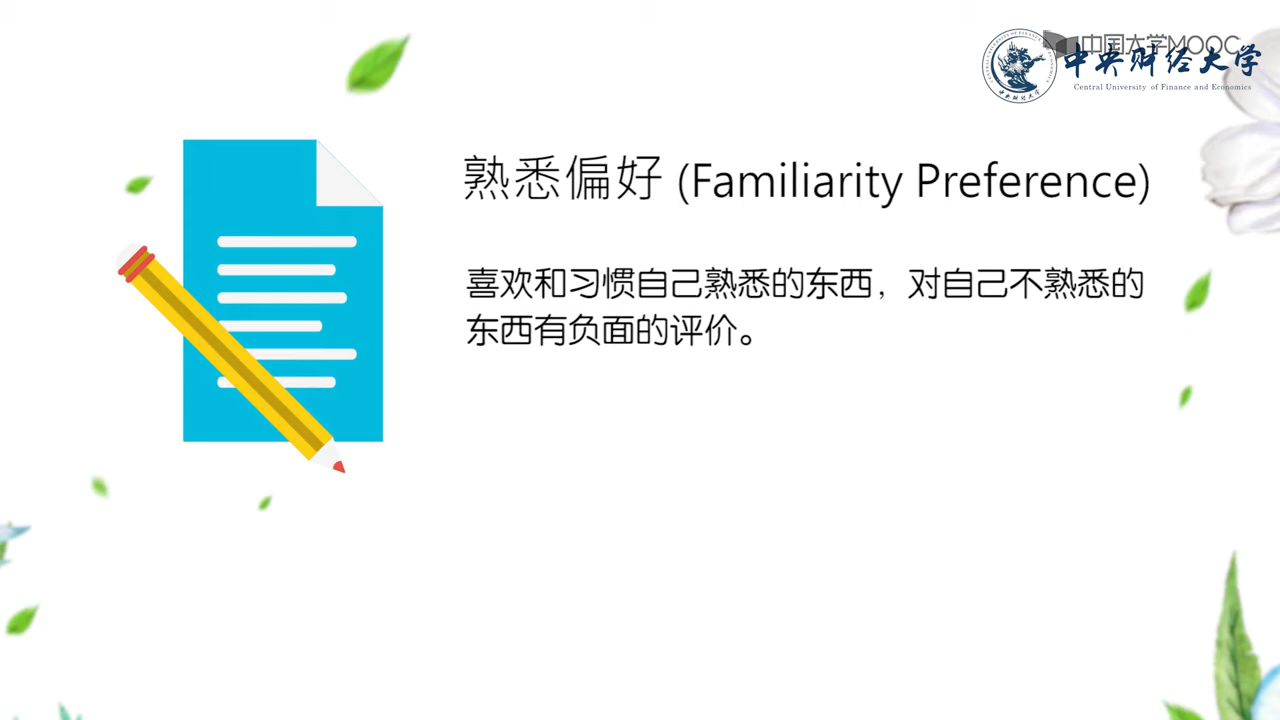 中国大学MOOC
中央财经大学
Central University of Finance and Economics
熟悉偏好 (Familiarity Preference)
喜欢和习惯自己熟悉的东西，对自己不熟悉的
东西有负面的评价。